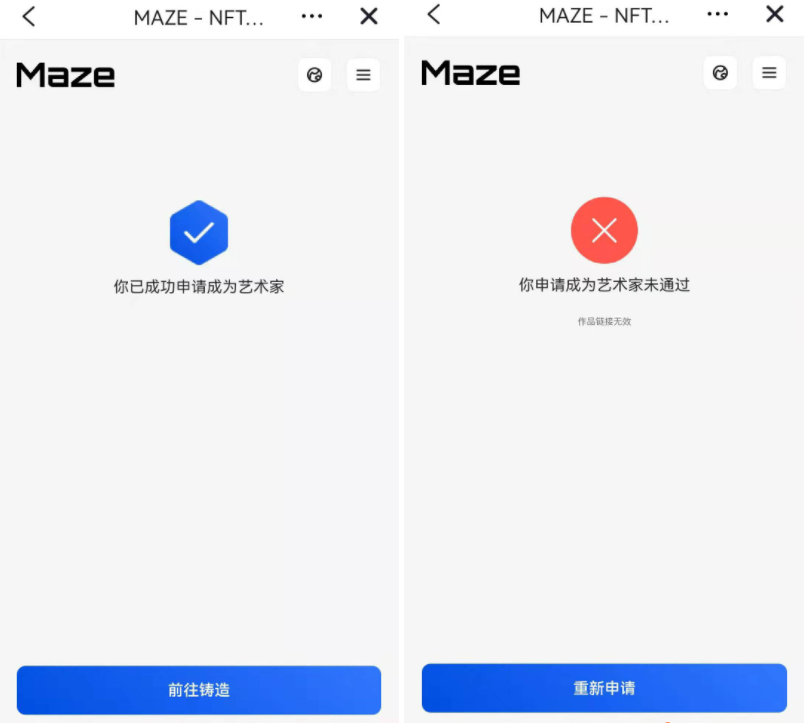 MAZE - NFT...
Maze
你已成功申请成为艺术家
前往铸造
MAZE - NFT...
Maze
你申请成为艺术家未通过
作品链接无效
重新申请